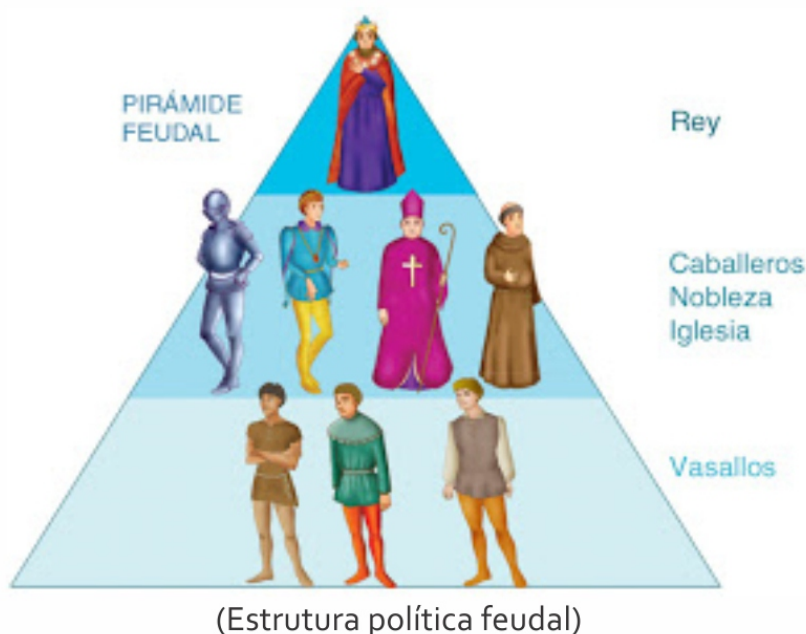 PIRÁMIDE
FEUDAL
Rey
Caballeros
Nobleza
Iglesia
Vasallos
(Estrutura política feudal)